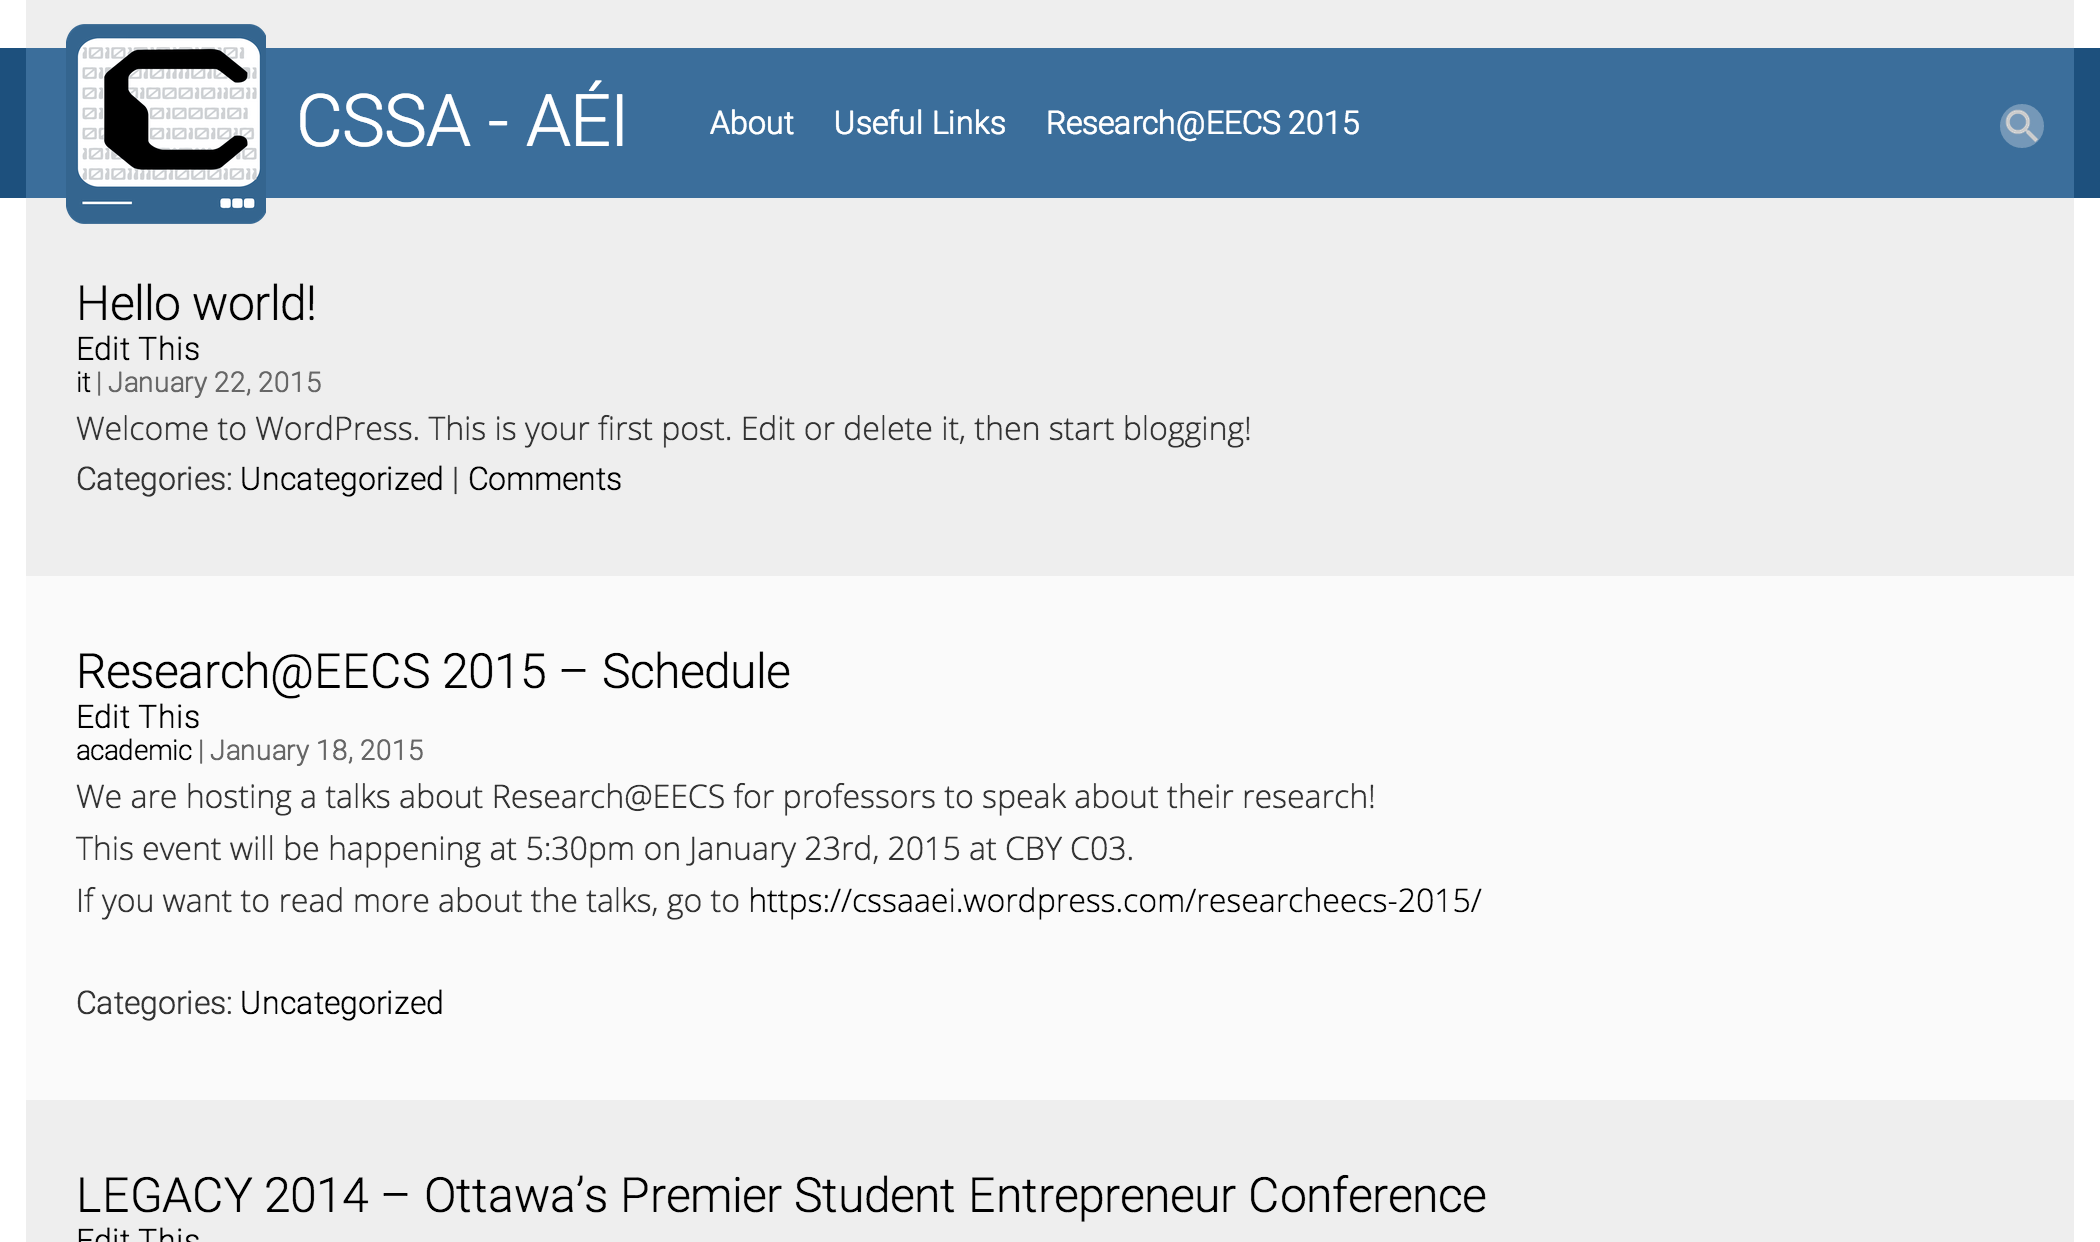 CSSA - AÉI
About Useful Links Research@EECS 2015
Hello world!
Edit This
it | January 22, 2015
Welcome to WordPress. This is your first post. Edit or delete it, then start blogging!
Categories: Uncategorized | Comments
Research@EECS 2015 – Schedule
Edit This
academic | January 18, 2015
We are hosting a talks about Research@EECS for professors to speak about their research!
This event will be happening at 5:30pm on January 23rd, 2015 at CBY C03.
If you want to read more about the talks, go to https://cssaaei.wordpress.com/researcheecs-2015/
Categories: Uncategorized
LEGACY 2014 – Ottawa’s Premier Student Entrepreneur Conference
Edit This